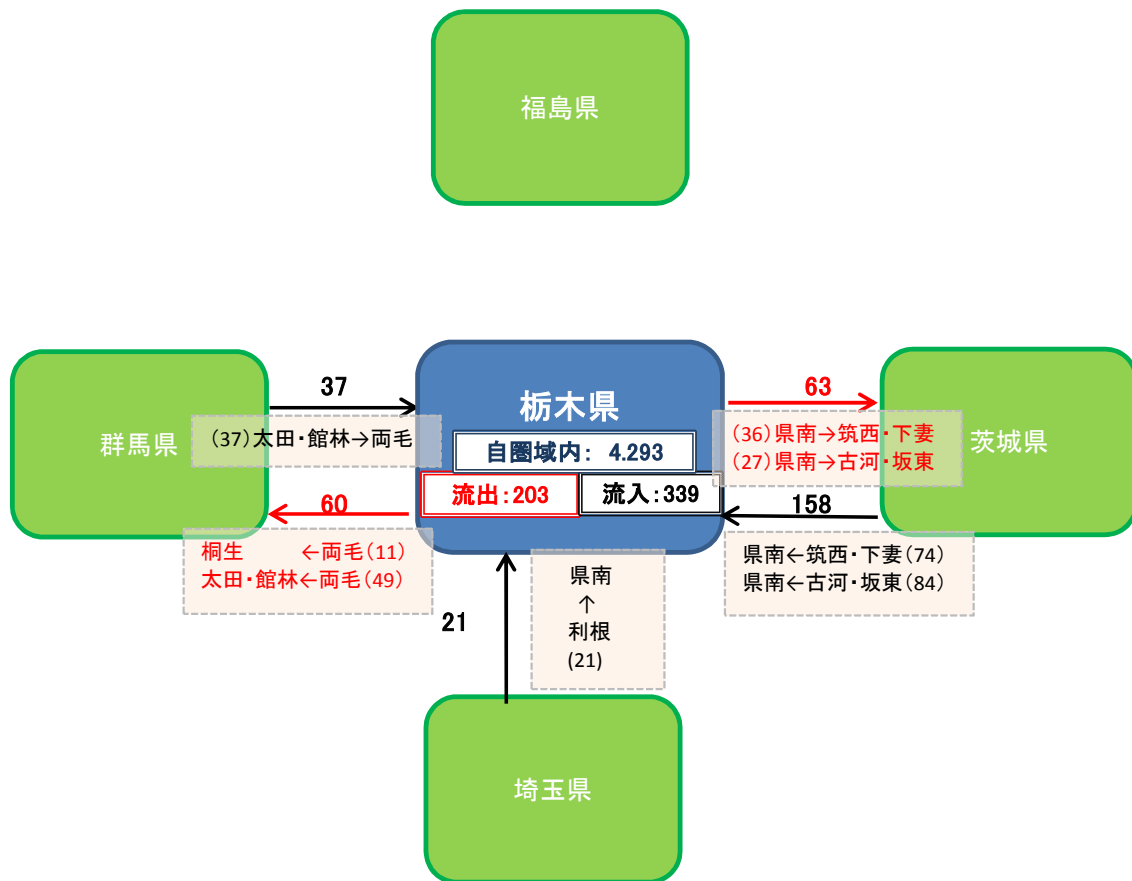 福島県
群馬県
37
(37)太田・館林→両毛
60
桐生　　　←両毛(11)
太田・館林←両毛(49)
栃木県
自圏域内： 4.293
流出：203
流入：339
63
(36)県南→筑西・下妻
(27)県南→古河・坂東
茨城県
158
県南←筑西・下妻(74)
県南←古河・坂東(84)
21
県南
↑
利根
(21)
埼玉県